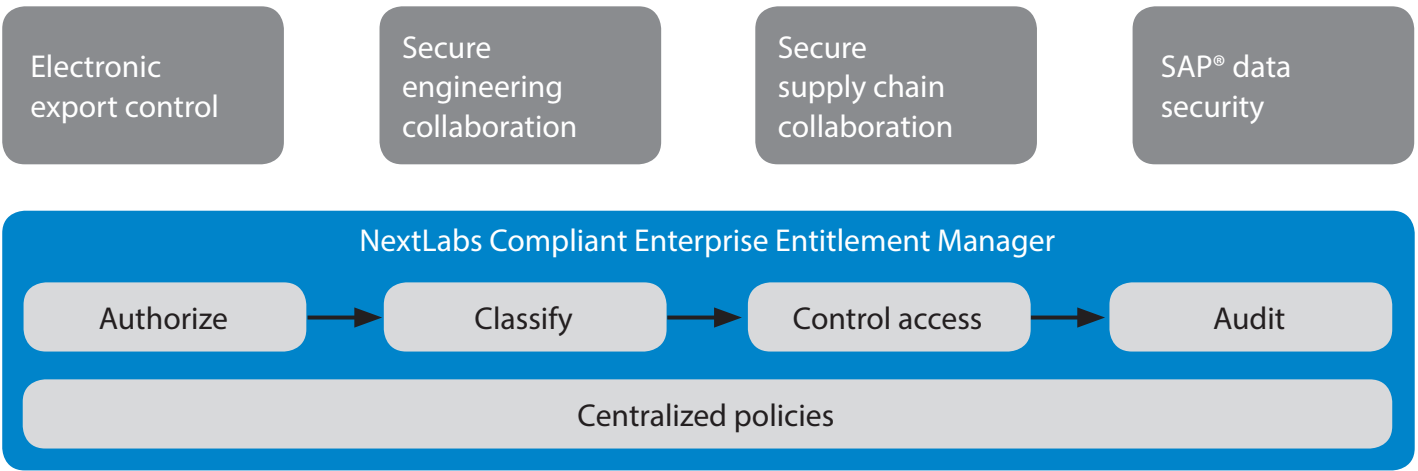 Electronic
export control
Secure
engineering
collaboration
Secure
supply chain
collaboration
SAP® data
security
NextLabs Compliant Enterprise Entitlement Manager
Authorize
Classify
Control access
Audit
Centralized policies